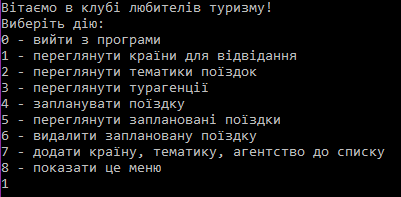 Вітаємо в клубі любителів туризму!
Виберіть дію:
0 - вийти з програми
1 - переглянути країни для відвідання
2 - переглянути тематики поїздок
3 - переглянути турагенції
4 - запланувати поїздку
5 - переглянути заплановані поїздки
6 - видалити заплановану поїздку
7 - додати країну, тематику, агентство до списку
8 - показати це меню
1